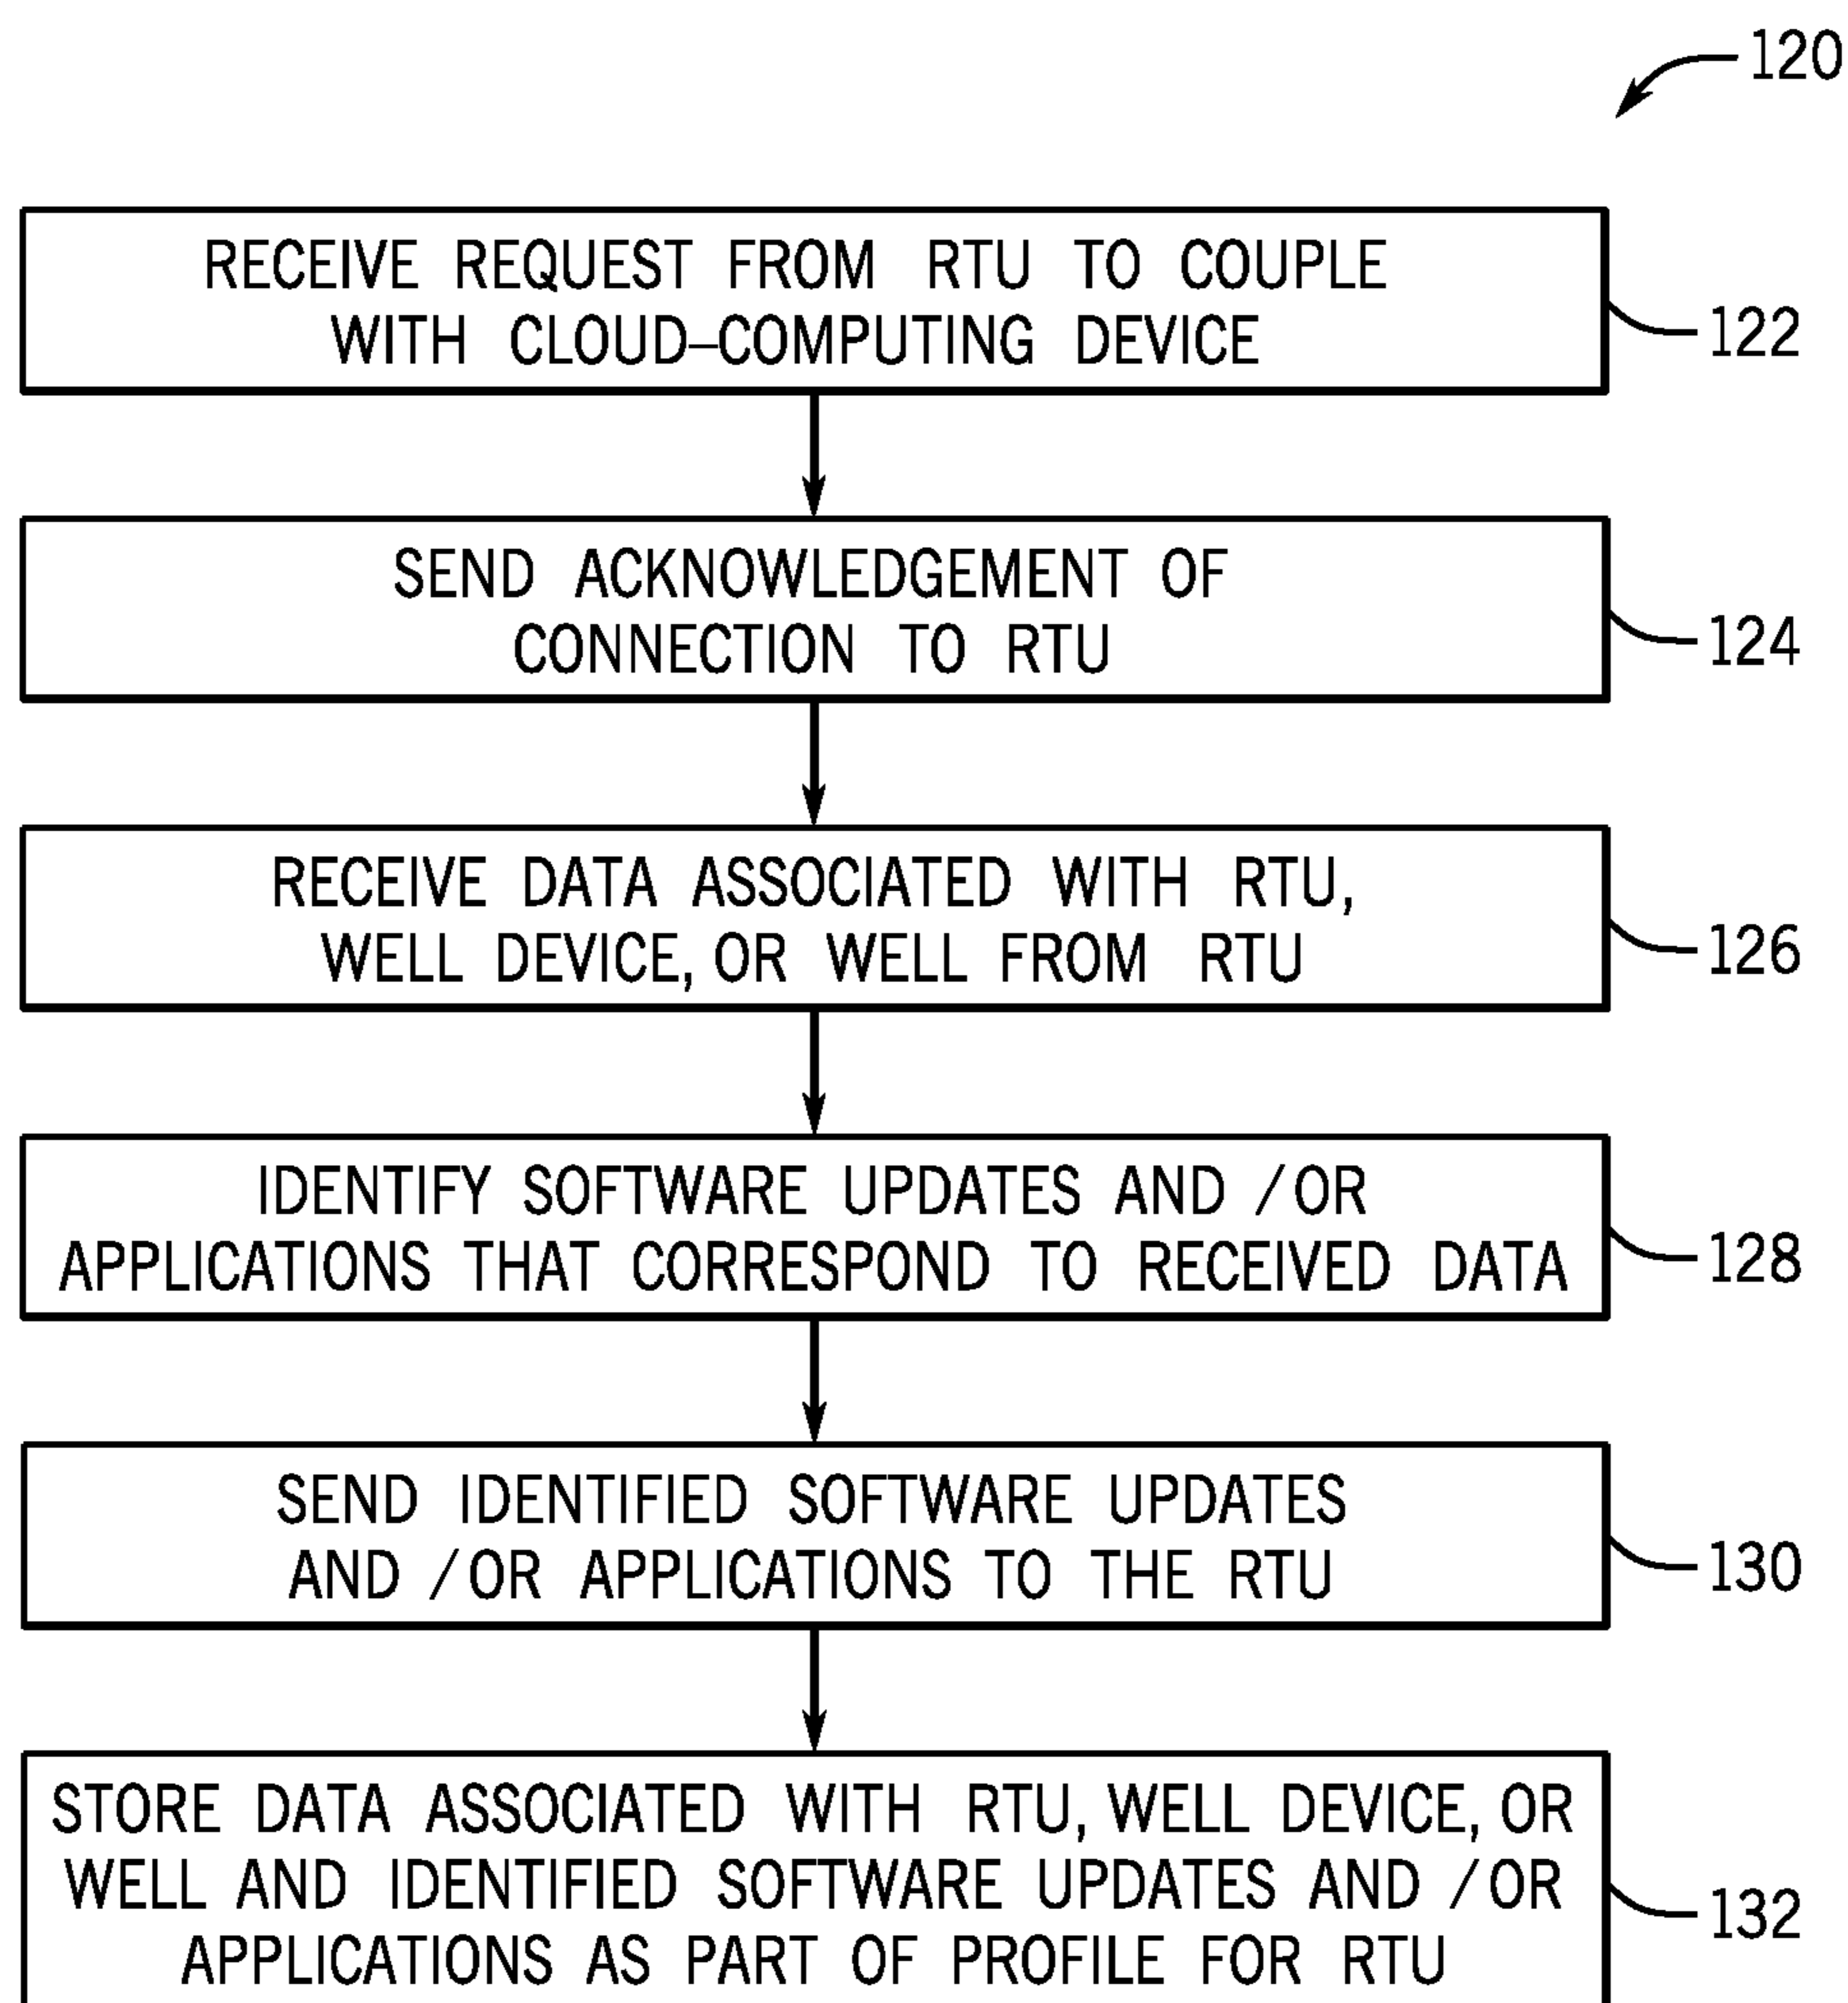 120
RECEIVE REQUEST FROM RTU TO COUPLE
WITH CLOUD-COMPUTING DEVICE
122
SEND ACKNOWLEDGEMENT OF
CONNECTION TO RTU
124
RECEIVE DATA ASSOCIATED WITH RTU,
WELL DEVICE, OR WELL FROM RTU
126
IDENTIFY SOFTWARE UPDATES AND /OR
APPLICATIONS THAT CORRESPOND TO RECEIVED DATA
128
SEND IDENTIFIED SOFTWARE UPDATES
AND /OR APPLICATIONS TO THE RTU
130
STORE DATA ASSOCIATED WITH RTU, WELL DEVICE, OR
WELL AND IDENTIFIED SOFTWARE UPDATES AND /OR
APPLICATIONS AS PART OF PROFILE FOR RTU
132